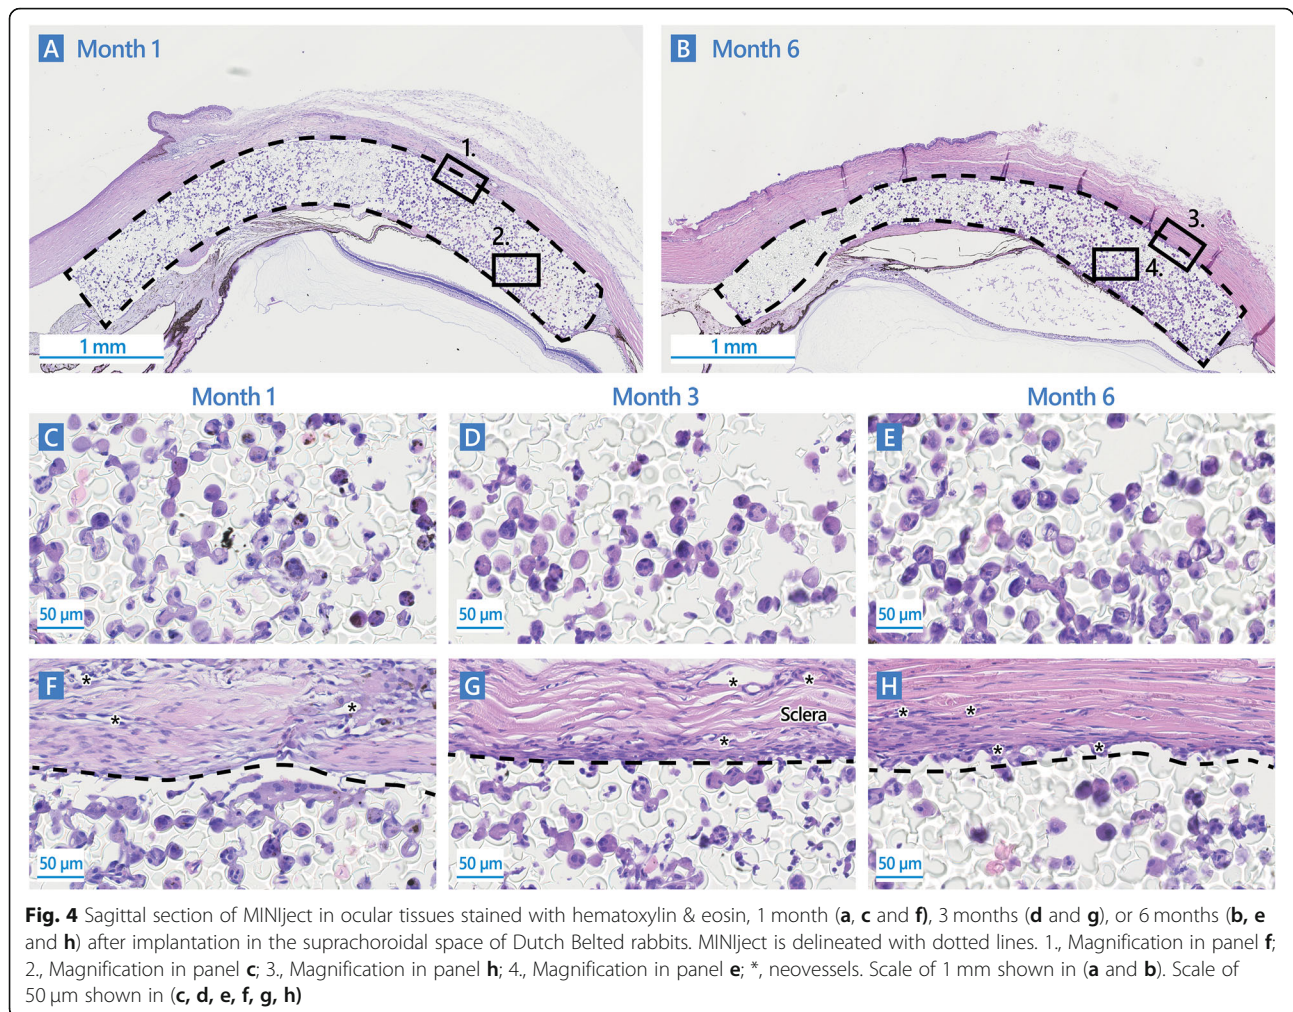 A Month 1
B Month 6
1.
2.
3.
4.
1 mm
1 mm
Month 1
Month 3
Month 6
C
D
E
50 µm
50 µm
50 µm
F
*
*
*
G
*
*
Sclera
*
H
*
*
*
*
50 µm
50 µm
50 µm
Fig. 4 Sagittal section of MINIject in ocular tissues stained with hematoxylin & eosin, 1 month (a, c and f), 3 months (d and g), or 6 months (b, e
and h) after implantation in the suprachoroidal space of Dutch Belted rabbits. MINIject is delineated with dotted lines. 1., Magnification in panel f;
2., Magnification in panel c; 3., Magnification in panel h; 4., Magnification in panel e; *, neovessels. Scale of 1 mm shown in (a and b). Scale of
50 µm shown in (c, d, e, f, g, h)